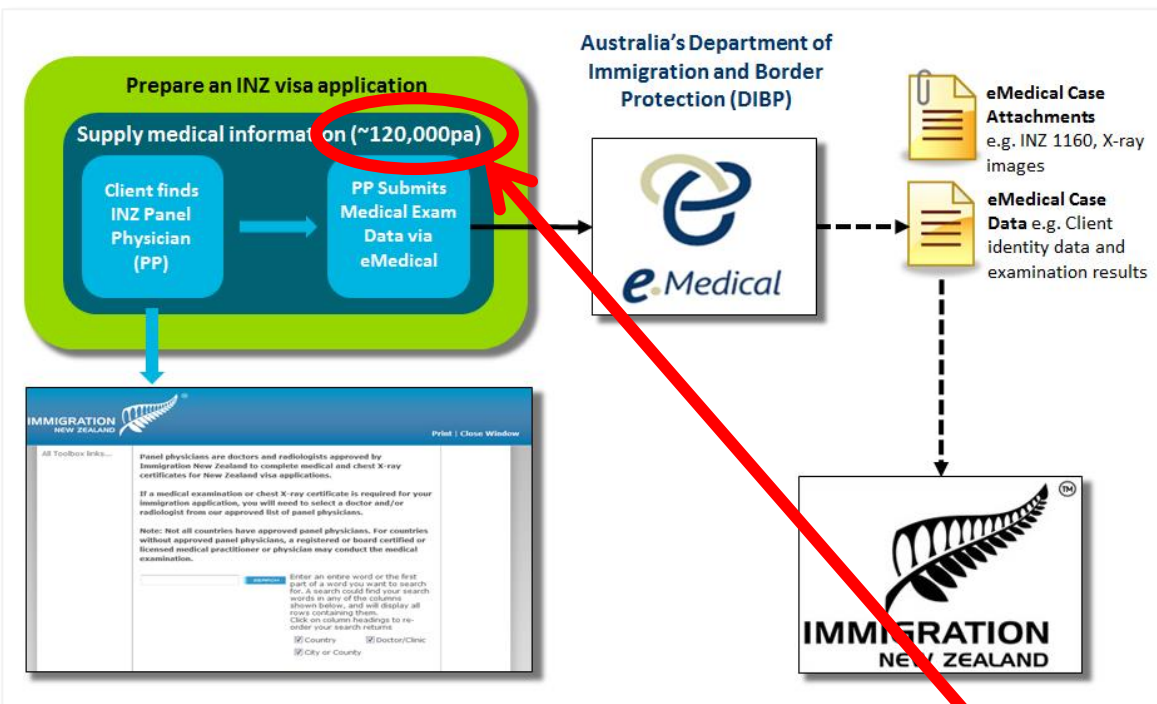 Prepare an INZ visa application
Supply medical information (~120,000pa)
Client finds
INZ Panel
Physician
(PP)
PP Submits
Medical Exam
Data via
eMedical
Australia's Department of
Immigration and Border
Protection (DIBP)
e.Medical
eMedical Case
Attachments
e.g. INZ 1160, X-ray
images
eMedical Case
Data e.g. Client
identity data and
examination results
IMMIGRATION
NEW ZEALAND
®
Print | Close Window
All Toolbox links...
Panel physicians are doctors and radiologists approved by
Immigration New Zealand to complete medical and chest X-ray
certificates for New Zealand visa applications.
If a medical examination or chest X-ray certificate is required for your
immigration application, you will need to select a doctor and/or
radiologist from our approved list of panel physicians.
Note: Not all countries have approved panel physicians. For countries
without approved panel physicians, a registered or board certified or
licensed medical practitioner or physician may conduct the medical
examination.
SEARCH
Enter an entire word or the first
part of a word you want to search
for. A search could find your search
words in any of the columns
shown below, and will display all
rows containing them.
Click on column headings to re-
order your search returns
Country
Doctor/Clinic
City or County
TM
IMMIGRATION
NEW ZEALAND